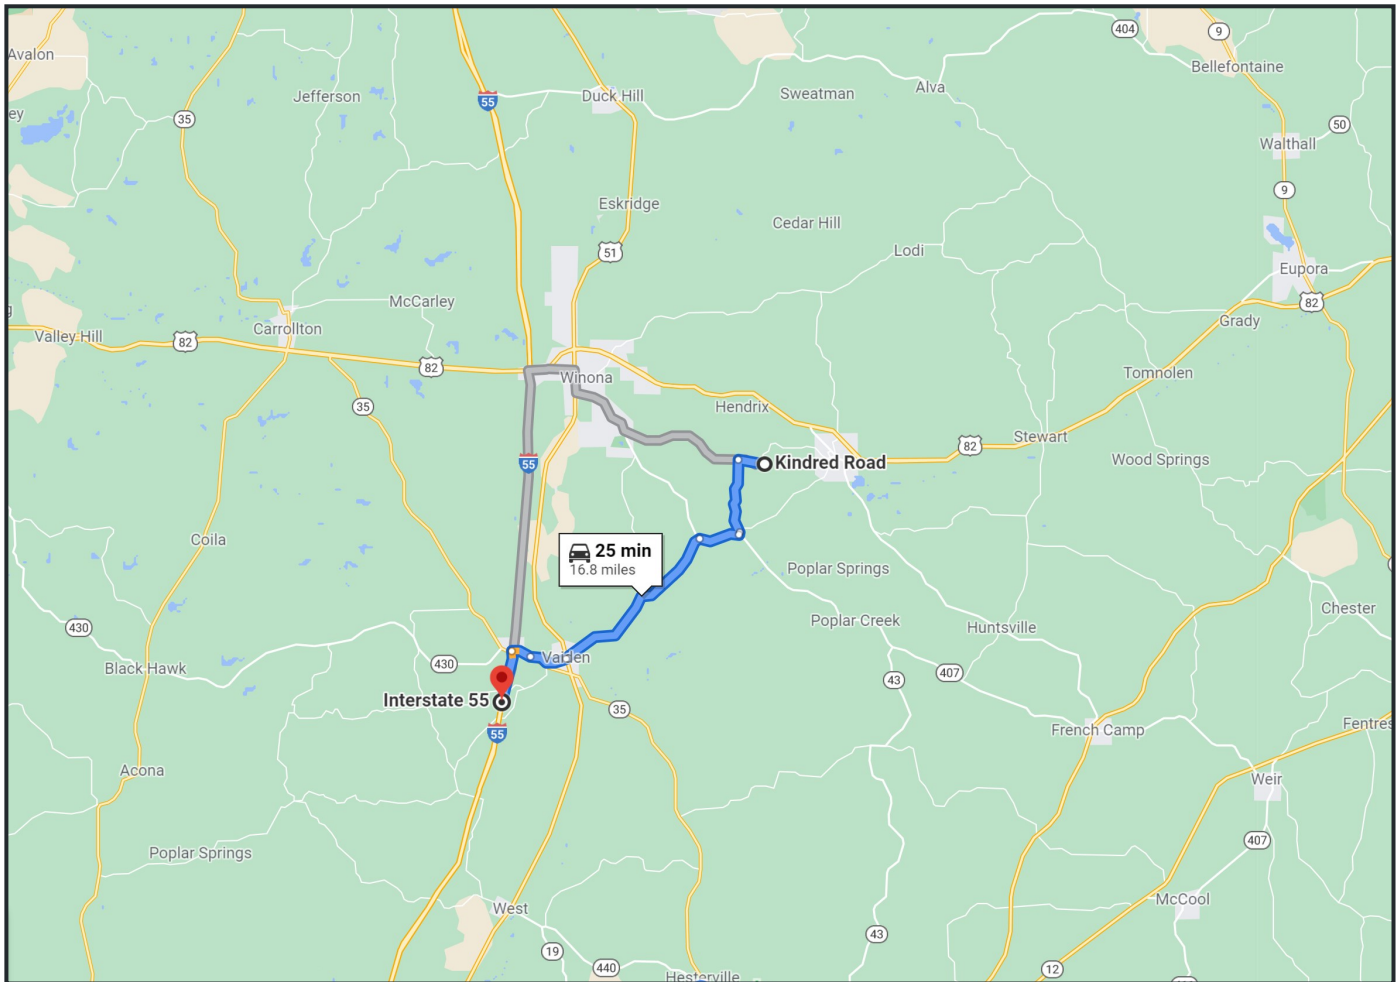 404
9
Avalon
Bellefontaine
Jefferson
55
Duck Hill
Sweatman
Alva
ey
35
50
Walthall
9
Eskridge
Cedar Hill
51
Lodi
Eupora
McCarley
82
Valley Hill
82
Carrollton
Grady
82
Winona
Tomnolen
35
Hendrix
82
Stewart
55
Kindred Road
Wood Springs
Coila
25 min
16.8 miles
Poplar Springs
430
Chester
Poplar Creek
Huntsville
Black Hawk
430
Vaiden
43
407
Interstate 55
35
55
French Camp
Fentres
Acona
Weir
407
Poplar Springs
West
McCool
43
19
440
12
Hesterville